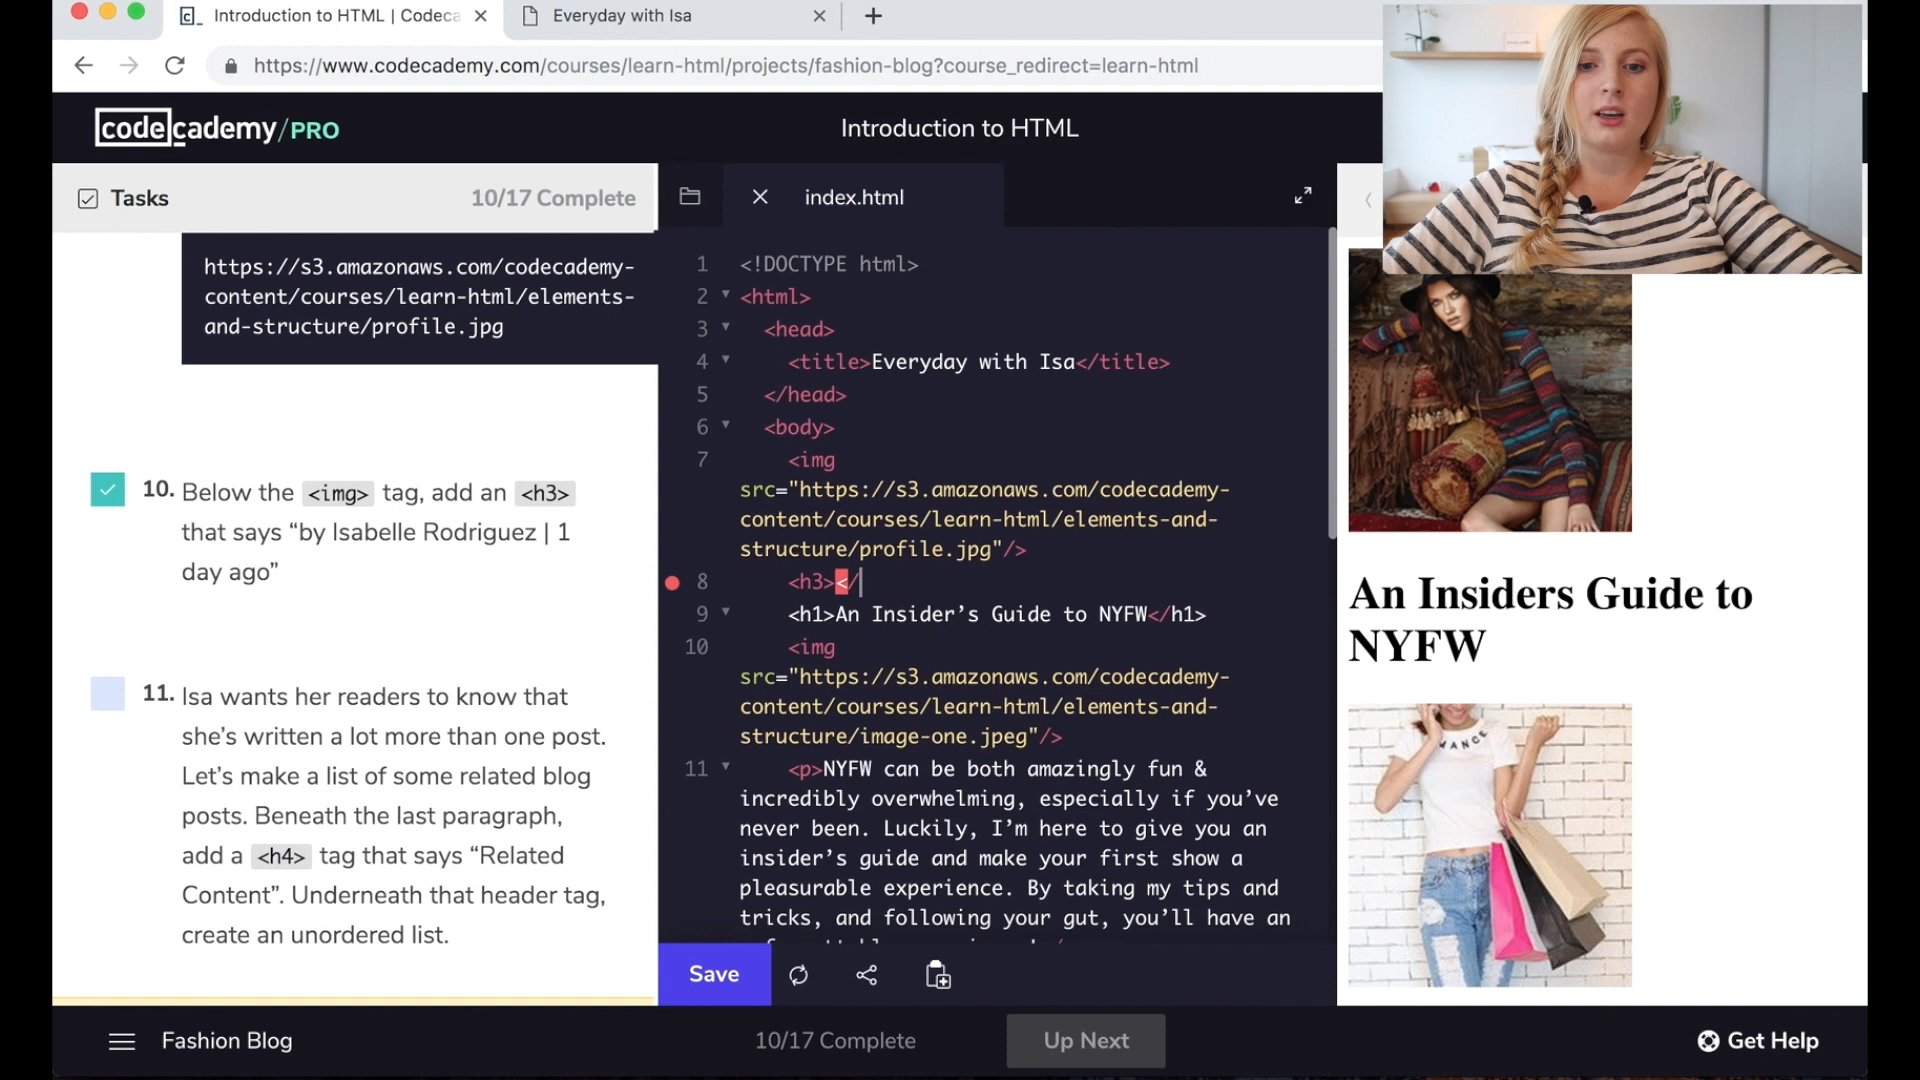 Introduction to HTML | Codeca
Everyday with Isa
https://www.codecademy.com/courses/learn-html/projects/fashion-blog?course_redirect=learn-html
codecademy/PRO
Introduction to HTML
Tasks
10/17 Complete
https://s3.amazonaws.com/codecademy-
content/courses/learn-html/elements-
and-structure/profile.jpg
10. Below the <img> tag, add an <h3>
that says “by Isabelle Rodriguez | 1
day ago”
11. Isa wants her readers to know that
she’s written a lot more than one post.
Let’s make a list of some related blog
posts. Beneath the last paragraph,
add a <h4> tag that says “Related
Content”. Underneath that header tag,
create an unordered list.
index.html
1 <!DOCTYPE html>
2 <html>
3 <head>
4 <title>Everyday with Isa</title>
5 </head>
6 <body>
7 <img
src="https://s3.amazonaws.com/codecademy-
content/courses/learn-html/elements-and-
structure/profile.jpg"/>
8 <h3></
9 <h1>An Insider’s Guide to NYFW</h1>
10 <img
src="https://s3.amazonaws.com/codecademy-
content/courses/learn-html/elements-and-
structure/image-one.jpeg"/>
11 <p>NYFW can be both amazingly fun &
incredibly overwhelming, especially if you’ve
never been. Luckily, I’m here to give you an
insider’s guide and make your first show a
pleasurable experience. By taking my tips and
tricks, and following your gut, you’ll have an
Save
An Insiders Guide to
NYFW
Fashion Blog
10/17 Complete
Up Next
Get Help